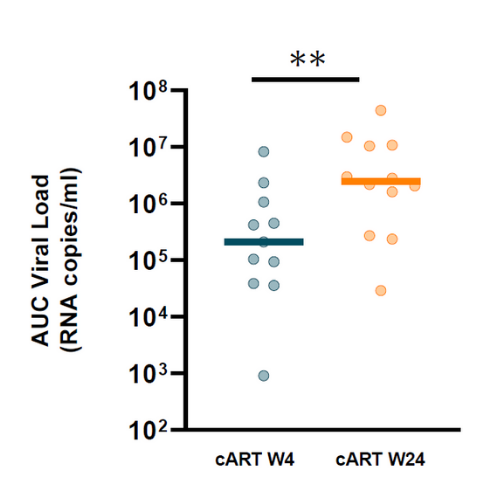 **
10⁸
10⁷
10⁶
10⁵
10⁴
10³
10²
AUC Viral Load
(RNA copies/ml)
cART W4 cART W24